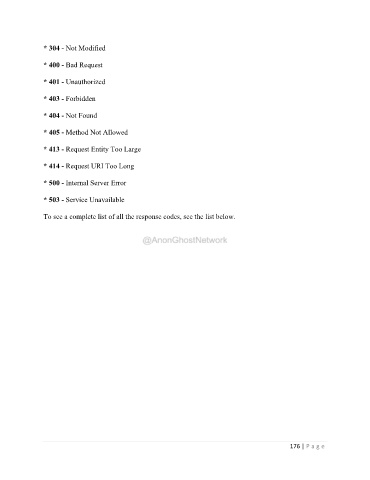 * 304 - Not Modified
* 400 - Bad Request
* 401 - Unauthorized
* 403 - Forbidden
* 404 - Not Found
* 405 - Method Not Allowed
* 413 - Request Entity Too Large
* 414 - Request URI Too Long
* 500 - Internal Server Error
* 503 - Service Unavailable
To see a complete list of all the response codes, see the list below.
@AnonGhostNetwork
176 | Page